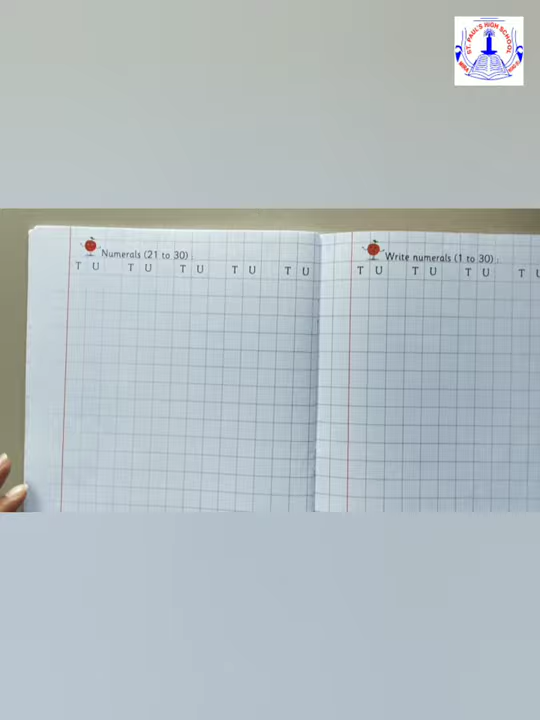 ST. PAUL'S HIGH SCHOOL
Numerals (21 to 30) :
T U T U T U T U T U
Write numerals (1 to 30) :
T U T U T U T U